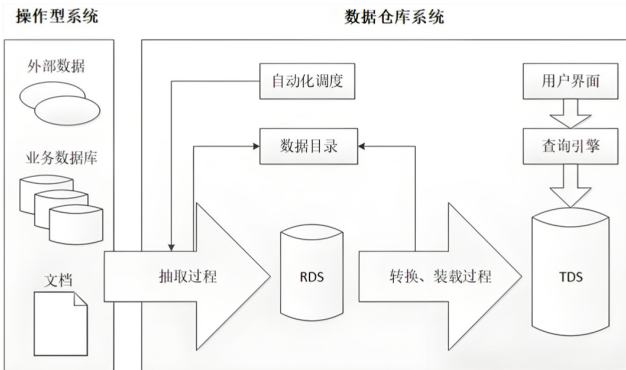 操作型系统
数据仓库系统
外部数据
业务数据库
文档
自动化调度
数据目录
用户界面
查询引擎
抽取过程
RDS
转换、装载过程
TDS